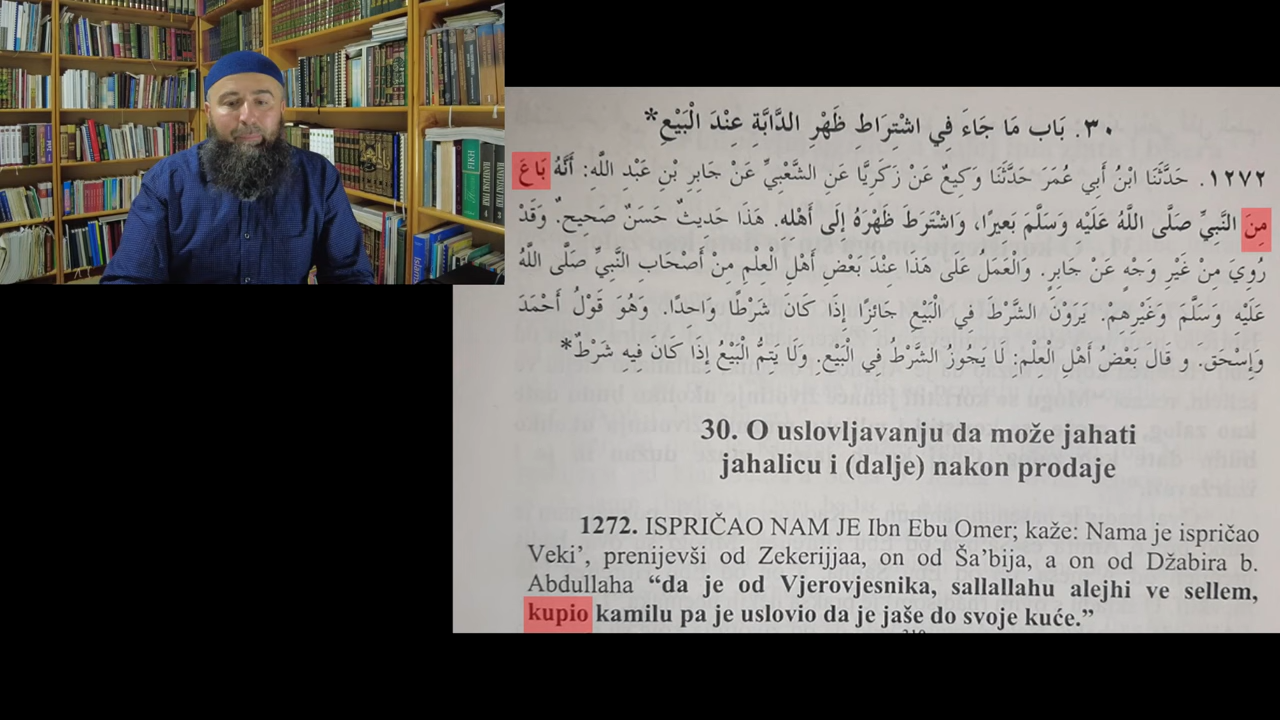 ٣٠. بَاب مَا جَاءَ فِي اشْتِرَاطِ ظَهْرِ الدَّابَّةِ عِنْدَ الْبَيْعِ*
١٢٧٢. حَدَّثَنَا ابْنُ أَبِي عُمَرَ حَدَّثَنَا وَكِيعٌ عَنْ زَكَرِيَّا عَنِ الشَّعْبِيِّ عَنْ جَابِرِ بْنِ عَبْدِ اللَّهِ: أَنَّهُ بَاعَ
مِنَ النَّبِيِّ صَلَّى اللَّهُ عَلَيْهِ وَسَلَّمَ بَعِيرًا، وَاشْتَرَطَ ظَهْرَهُ إِلَى أَهْلِهِ. هَذَا حَدِيثٌ حَسَنٌ صَحِيحٌ. وَقَدْ
رُوِيَ مِنْ غَيْرِ وَجْهٍ عَنْ جَابِرٍ. وَالْعَمَلُ عَلَى هَذَا عِنْدَ بَعْضِ أَهْلِ الْعِلْمِ مِنْ أَصْحَابِ النَّبِيِّ صَلَّى اللَّهُ
عَلَيْهِ وَسَلَّمَ وَغَيْرِهِمْ. يَرَوْنَ الشَّرْطَ فِي الْبَيْعِ جَائِزًا إِذَا كَانَ شَرْطًا وَاحِدًا. وَهُوَ قَوْلُ أَحْمَدَ
وَإِسْحَقَ. و قَالَ بَعْضُ أَهْلِ الْعِلْمِ: لَا يَجُوزُ الشَّرْطُ فِي الْبَيْعِ. وَلَا يَتِمُّ الْبَيْعُ إِذَا كَانَ فِيهِ شَرْطٌ*
30. O uslovljavanju da može jahati
jahalicu i (dalje) nakon prodaje
1272. ISPRIČAO NAM JE Ibn Ebu Omer; kaže: Nama je ispričao
Veki’, prenijevši od Zekerijjaa, on od Ša’bija, a on od Džabira b.
Abdullaha “da je od Vjerovjesnika, sallallahu alejhi ve sellem,
kupio kamilu pa je uslovio da je jaše do svoje kuće.”